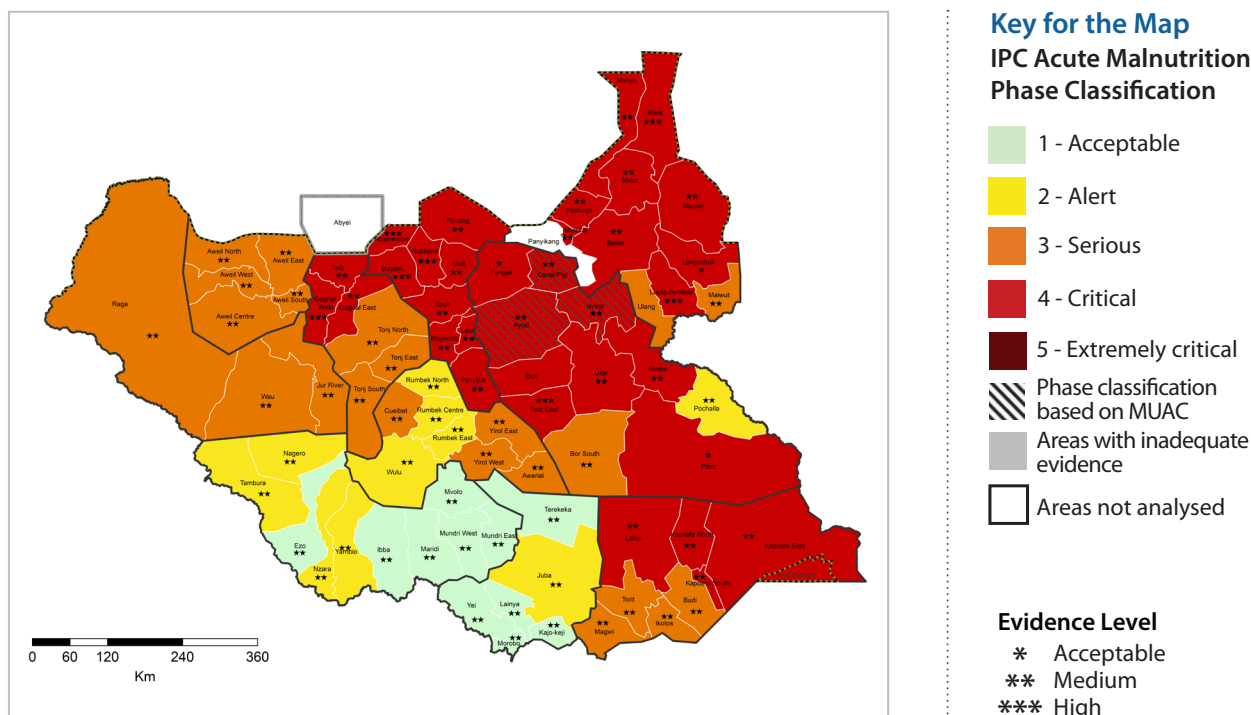 Key for the Map
IPC Acute Malnutrition
Phase Classification
1 - Acceptable
2 - Alert
3 - Serious
4 - Critical
5 - Extremely critical
Phase classification
based on MUAC
Areas with inadequate
evidence
Areas not analysed
Evidence Level
* Acceptable
** Medium
*** High
Manyo
**
Renk
***
Melut
**
Fashoda
**
Maban
**
Baliet
**
Panyikang
Longochuk
*
Luakpiny/Nasir
***
Maiwut
**
Ulang
Abyei
Pariang
**
Abiemnhom
***
Rubkona
***
Mayom
***
Guit
**
Koch
**
Mayendit
**
Leer
**
Panyijiar
**
Fangak
*
Canal/Pigi
**
Nyirol
**
Ayod
**
Duk
Uror
**
Akobo
**
Twic East
***
Pochalla
**
Pibor
*
Bor South
**
Twic
**
Gogrial
West
***
Gogrial East
**
Aweil North
**
Aweil East
**
Aweil West
**
Aweil South
**
Aweil Centre
**
Raga
**
Wau
**
Jur River
**
Tonj North
**
Tonj East
**
Tonj South
**
Rumbek North
**
Cueibet
**
Rumbek Centre
**
Rumbek East
**
Wulu
**
Yirol East
**
Yirol West
**
Awerial
**
Nagero
**
Tambura
**
Ezo
**
Nzara
**
Yambio
**
Ibba
**
Maridi
**
Mvolo
**
Mundri West
**
Mundri East
**
Terekeka
**
Juba
**
Yei
**
Lainya
**
Morobo
**
Kajo-keji
**
Lafon
**
Kapoeta North
**
Kapoeta East
**
Kapoeta South
**
Torit
**
Magwi
**
Ikotos
**
Budi
**
0 60 120 240 360
Km